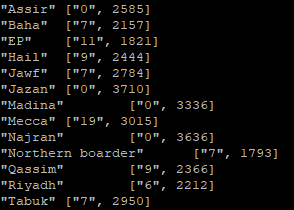 "Assir" ["0", 2585]
"Baha" ["7", 2157]
"EP" ["11", 1821]
"Hail" ["9", 2444]
"Jawf" ["7", 2784]
"Jazan" ["0", 3710]
"Madina" ["0", 3336]
"Mecca" ["19", 3015]
"Najran" ["0", 3636]
"Northern boarder" ["7", 1793]
"Qassim" ["9", 2366]
"Riyadh" ["6", 2212]
"Tabuk" ["7", 2950]